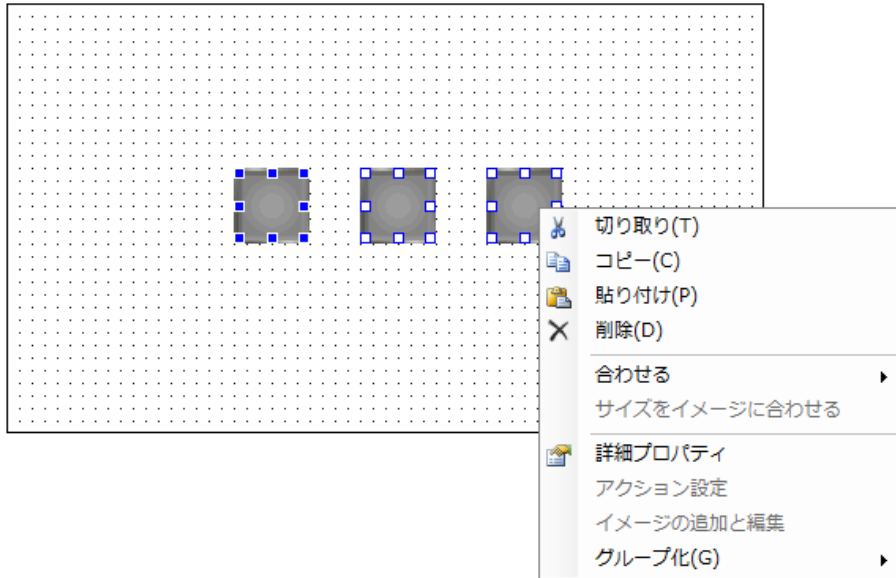 切り取り(T)
コピー(C)
貼り付け(P)
削除(D)
合わせる
サイズをイメージに合わせる
詳細プロパティ
アクション設定
イメージの追加と編集
グループ化(G)